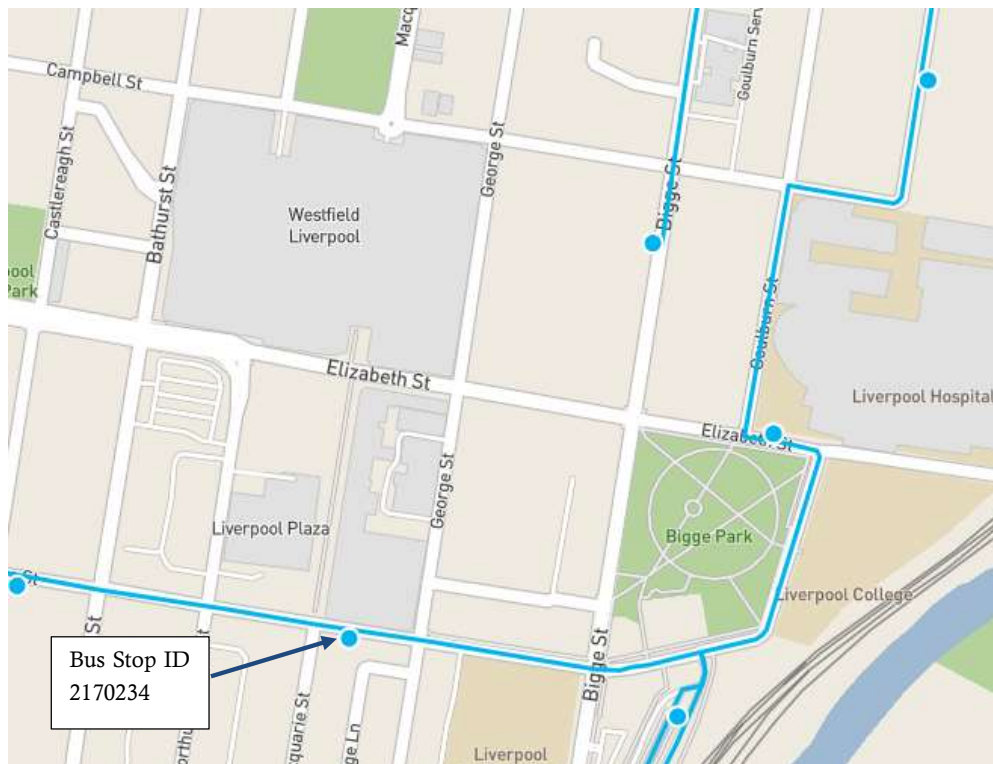 Campbell St
Macq
Goulburn Serv
Castlereagh St
Bathurst St
George St
Bigge St
Westfield
Liverpool
pool
Park
Goulburn St
Elizabeth St
Liverpool Hospital
Elizabeth St
George St
Liverpool Plaza
Bigge Park
St
Liverpool College
St
St
Bus Stop ID
2170234
Bigge St
quarie St
ge Ln
Liverpool